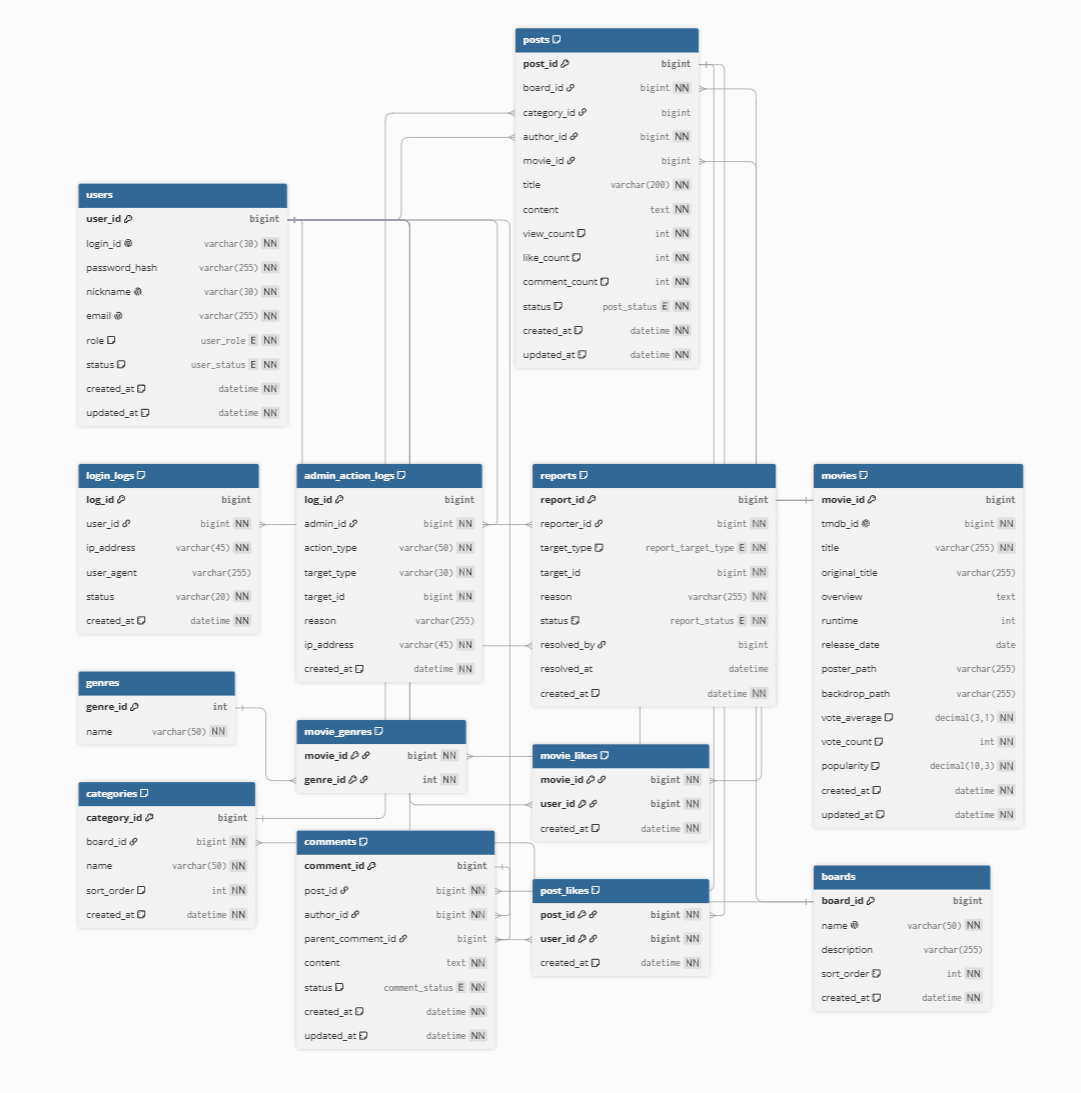 posts
post_id bigint
board_id bigint NN
category_id bigint
author_id bigint NN
movie_id bigint
title varchar(200) NN
content text NN
view_count int NN
like_count int NN
comment_count int NN
status post_status E NN
created_at datetime NN
updated_at datetime NN
users
user_id bigint
login_id varchar(30) NN
password_hash varchar(255) NN
nickname varchar(30) NN
email varchar(255) NN
role user_role E NN
status user_status E NN
created_at datetime NN
updated_at datetime NN
login_logs
log_id bigint
user_id bigint NN
ip_address varchar(45) NN
user_agent varchar(255)
status varchar(20) NN
created_at datetime NN
admin_action_logs
log_id bigint
admin_id bigint NN
action_type varchar(50) NN
target_type varchar(30) NN
target_id bigint NN
reason varchar(255)
ip_address varchar(45) NN
created_at datetime NN
reports
report_id bigint
reporter_id bigint NN
target_type report_target_type E NN
target_id bigint NN
reason varchar(255) NN
status report_status E NN
resolved_by bigint
resolved_at datetime
created_at datetime NN
movies
movie_id bigint
tmdb_id bigint NN
title varchar(255) NN
original_title varchar(255)
overview text
runtime int
release_date date
poster_path varchar(255)
backdrop_path varchar(255)
vote_average decimal(3,1) NN
vote_count int NN
popularity decimal(10,3) NN
created_at datetime NN
updated_at datetime NN
genres
genre_id int
name varchar(50) NN
movie_genres
movie_id bigint NN
genre_id int NN
movie_likes
movie_id bigint NN
user_id bigint NN
created_at datetime NN
categories
category_id bigint
board_id bigint NN
name varchar(50) NN
sort_order int NN
created_at datetime NN
comments
comment_id bigint
post_id bigint NN
author_id bigint NN
parent_comment_id bigint
content text NN
status comment_status E NN
created_at datetime NN
updated_at datetime NN
post_likes
post_id bigint NN
user_id bigint NN
created_at datetime NN
boards
board_id bigint
name varchar(50) NN
description varchar(255)
sort_order int NN
created_at datetime NN